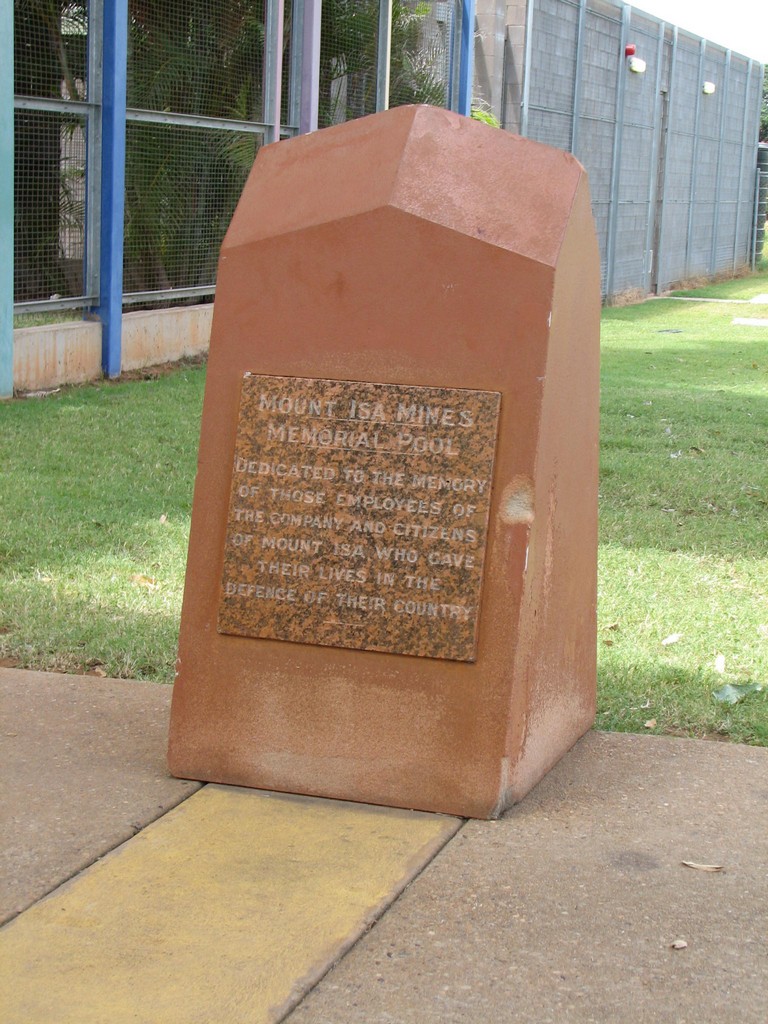 MOUNT ISA MINES
MEMORIAL POOL
DEDICATED TO THE MEMORY
OF THOSE EMPLOYEES OF
THE COMPANY AND CITIZENS
OF MOUNT ISA WHO GAVE
THEIR LIVES IN THE
DEFENCE OF THEIR COUNTRY